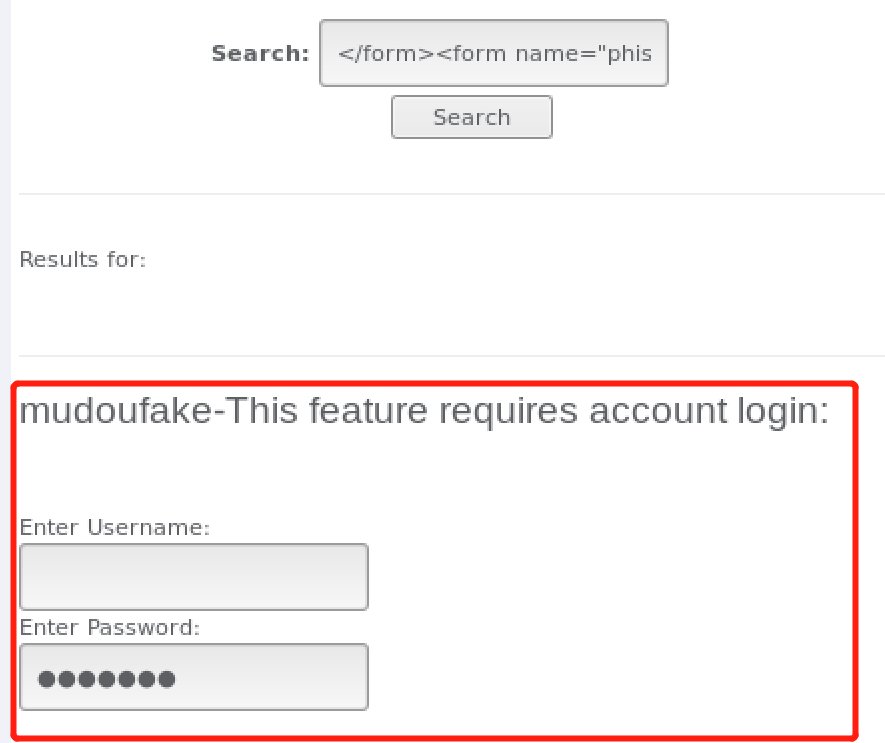 Search: </form><form name="phis
Search
Results for:
mudoufake-This feature requires account login:
Enter Username:
Enter Password:
●●●●●●●